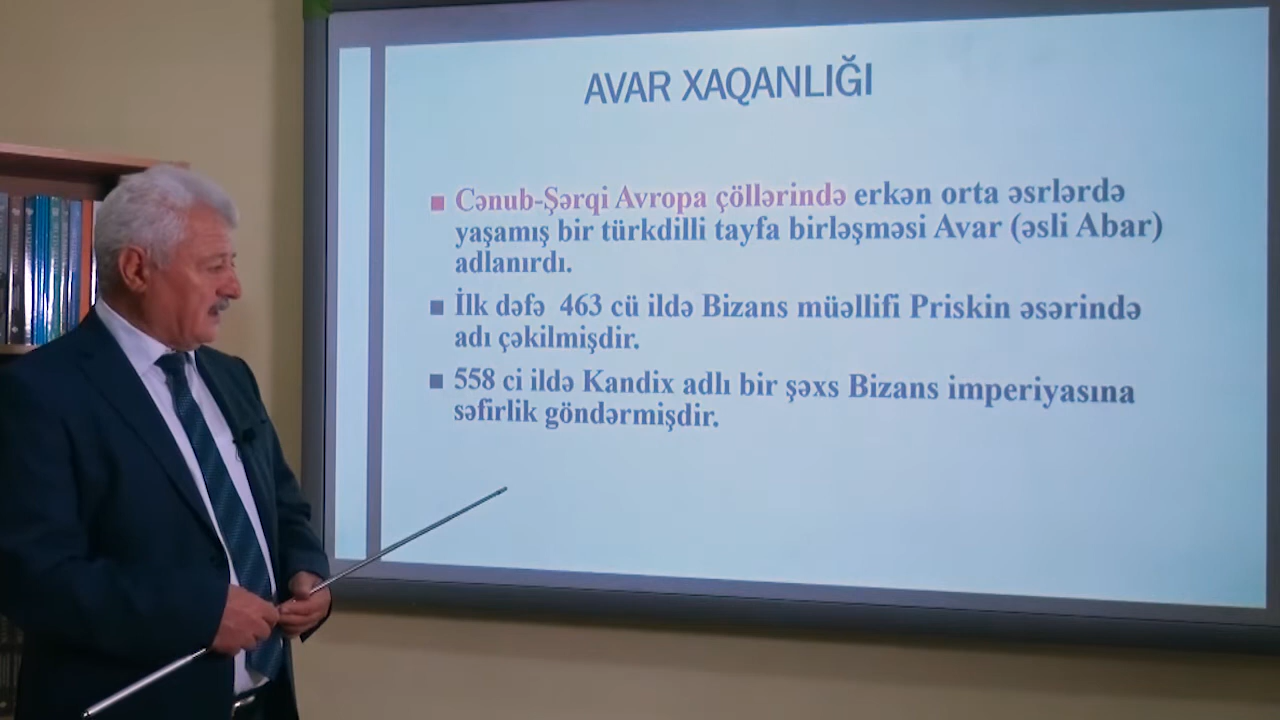 AVAR XAQANLIĞI
Cənub-Şərqi Avropa çöllərində erkən orta əsrlərdə
yaşamış bir türkdilli tayfa birləşməsi Avar (əsli Abar)
adlanırdı.
İlk dəfə 463 cü ildə Bizans müəllifi Priskin əsərində
adı çəkilmişdir.
558 ci ildə Kandix adlı bir şəxs Bizans imperiyasına
səfirlik göndərmişdir.